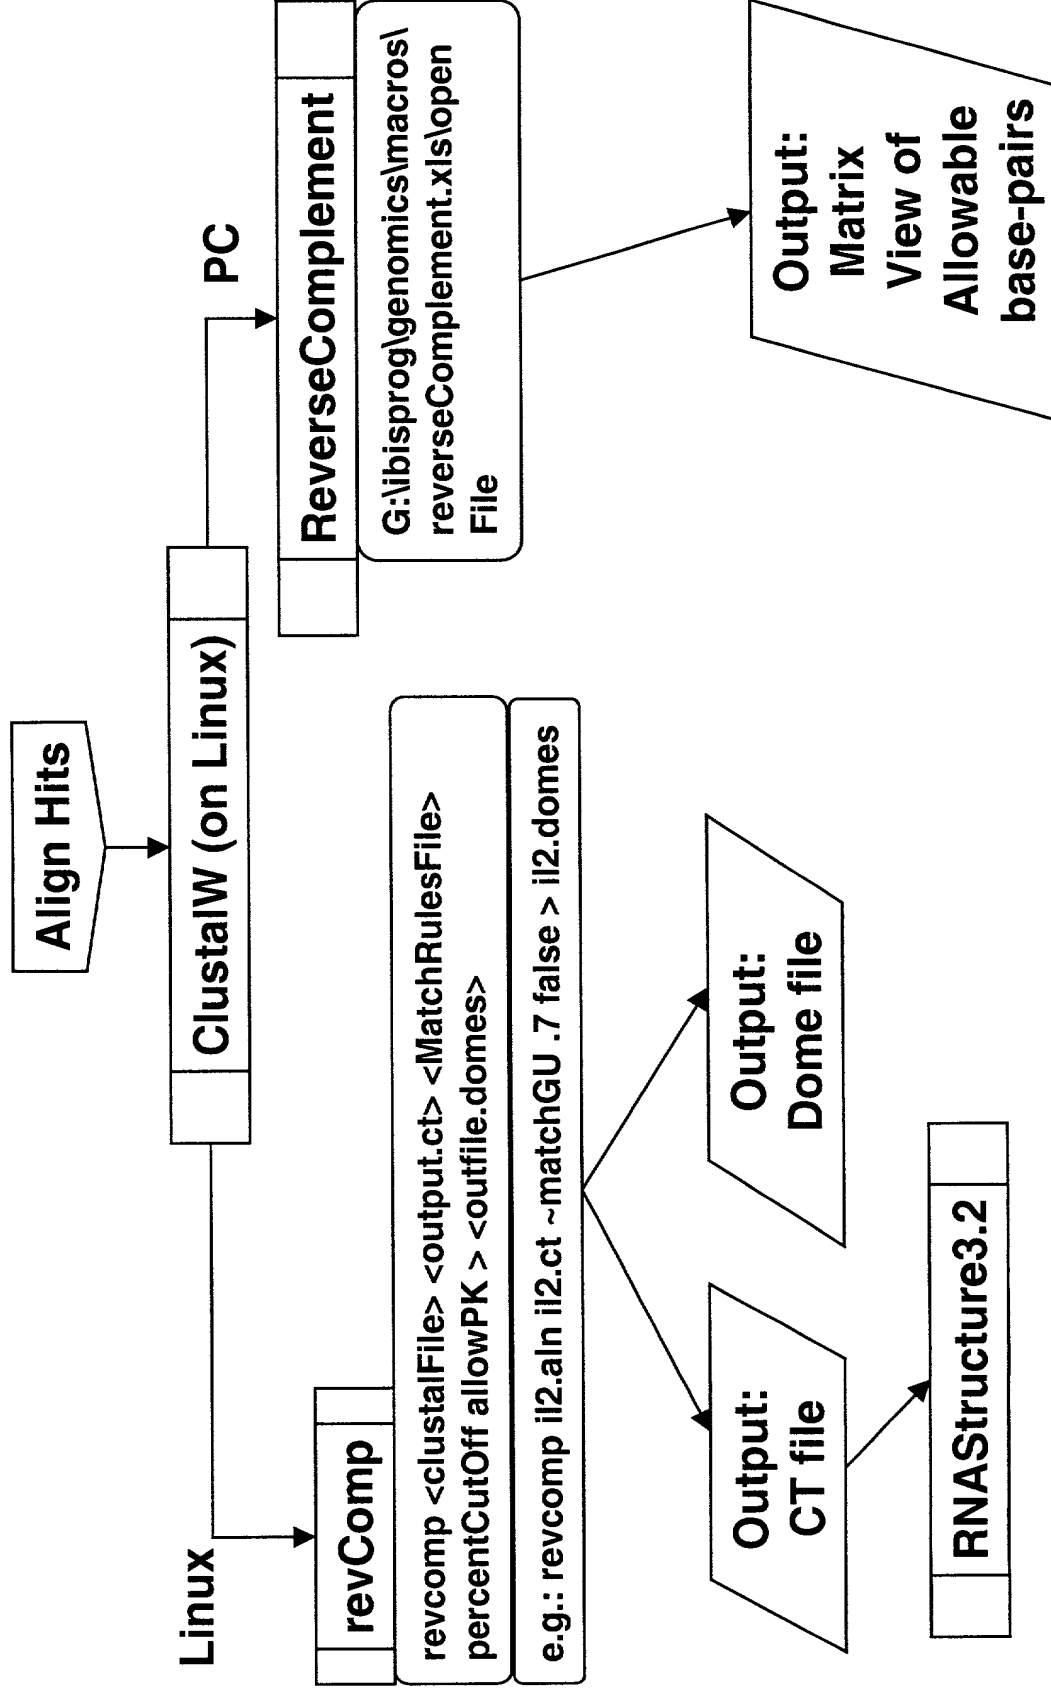 Align Hits
ClustalW (on Linux)
Linux
PC
revComp
revcomp <clustalFile> <output.ct> <MatchRulesFile>
percentCutOff allowPK > <outfile.domes>
e.g.: revcomp il2.aln il2.ct ~matchGU .7 false > il2.domes
ReverseComplement
G:\ibisprog\genomics\macros\
reverseComplement.xls\open
File
Output:
CT file
Output:
Dome file
Output:
Matrix
View of
Allowable
base-pairs
RNAStructure3.2